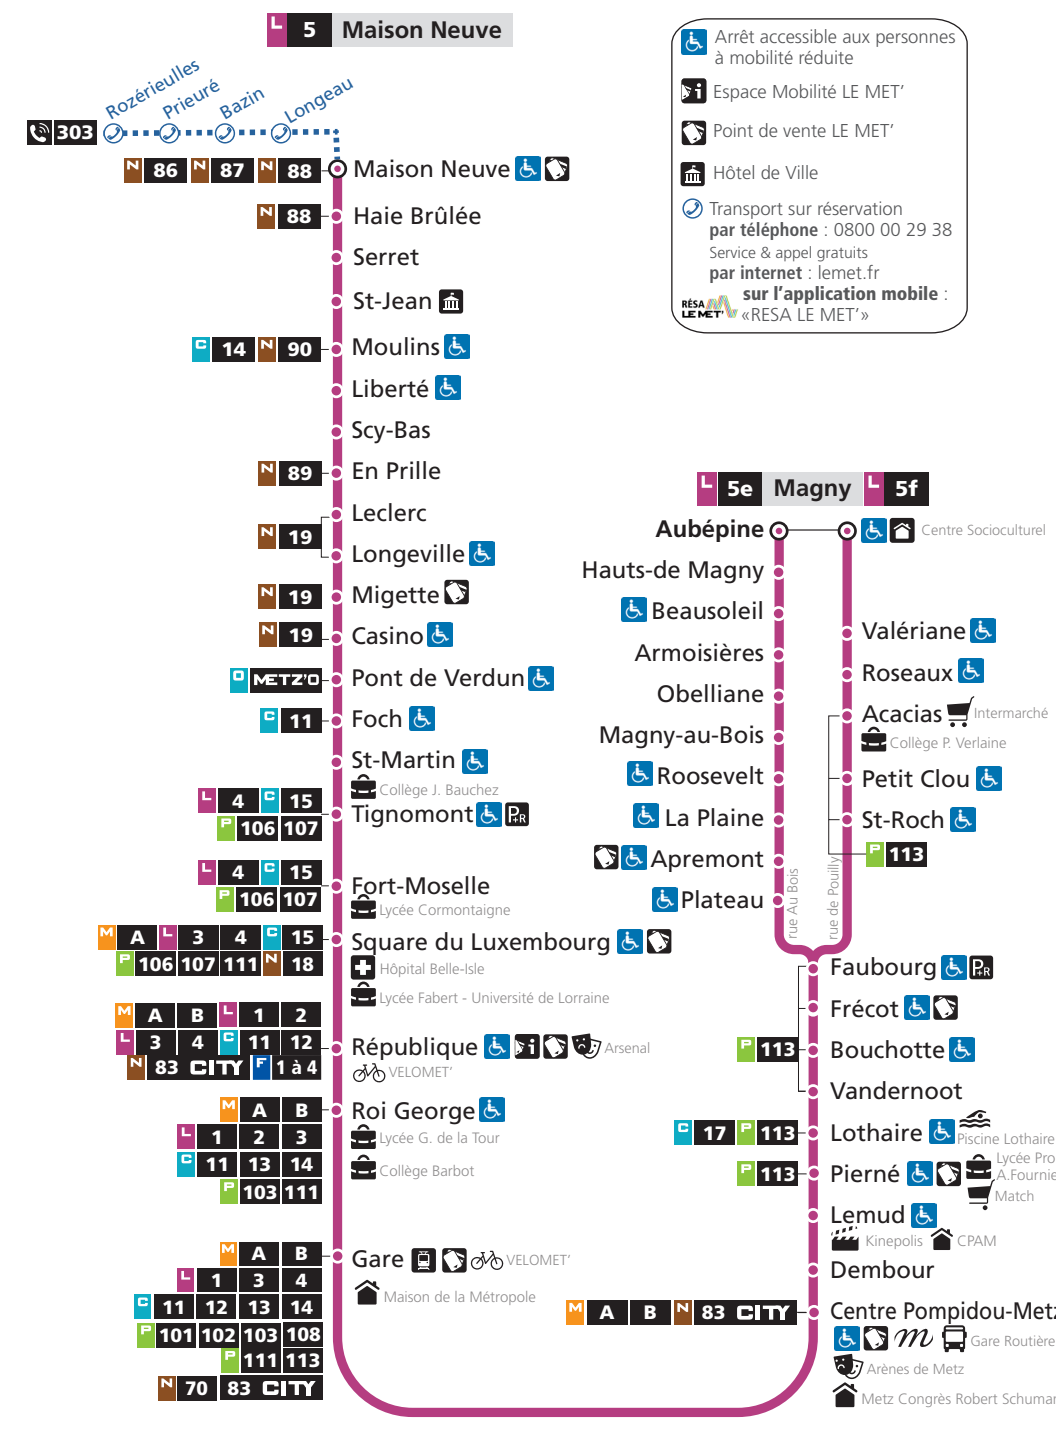 L 5 Maison Neuve
Arrêt accessible aux personnes
à mobilité réduite
Espace Mobilité LE MET'
Point de vente LE MET'
Hôtel de Ville
Transport sur réservation
par téléphone : 0800 00 29 38
Service & appel gratuits
par internet : lemet.fr
sur l'application mobile :
RÉSA LE MET' «RESA LE MET'»
Rozérieulles
Prieuré
Bazin
Longeau
303
N 86 N 87 N 88 Maison Neuve
N 88 Haie Brûlée
Serret
St-Jean
C 14 N 90 Moulins
Liberté
Scy-Bas
N 89 En Prille
Leclerc
N 19
Longeville
N 19 Migette
N 19 Casino
O METZ'O Pont de Verdun
C 11 Foch
St-Martin
Collège J. Bauchez
L 4 C 15
P 106 107
Tignomont P+R
L 4 C 15
P 106 107
Fort-Moselle
Lycée Cormontaigne
M A L 3 4 C 15
P 106 107 111 N 18
Square du Luxembourg
Hôpital Belle-Isle
Lycée Fabert - Université de Lorraine
M A B L 1 2
L 3 4 C 11 12
N 83 CITY F 1 à 4
République Arsenal
VELOMET'
M A B
L 1 2 3
C 11 13 14
P 103 111
Roi George
Lycée G. de la Tour
Collège Barbot
M A B
L 1 3 4
C 11 12 13 14
P 101 102 103 108
P 111 113
N 70 83 CITY
Gare VELOMET'
Maison de la Métropole
L 5e Magny L 5f
Aubépine Centre Socioculturel
Hauts-de Magny
Beausoleil
Armoisières
Obelliane
Magny-au-Bois
Roosevelt
La Plaine
Apremont
Plateau
rue Au Bois
rue de Pouilly
Valériane
Roseaux
Acacias Intermarché
Collège P. Verlaine
Petit Clou
St-Roch
P 113
Faubourg P+R
Frécot
P 113 Bouchotte
Vandernoot
C 17 P 113 Lothaire Piscine Lothaire
P 113 Pierné Lycée Pro
A.Fournie
Match
Lemud
Kinepolis CPAM
Dembour
M A B N 83 CITY Centre Pompidou-Metz
m Gare Routière
Arènes de Metz
Metz Congrès Robert Schuman